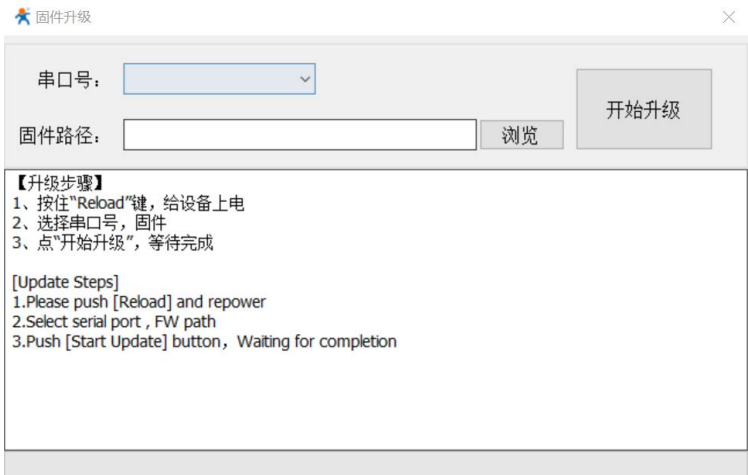 固件升级
串口号：
固件路径：
浏览
开始升级
【升级步骤】
1、按住“Reload”键，给设备上电
2、选择串口号，固件
3、点“开始升级”，等待完成
[Update Steps]
1.Please push [Reload] and repower
2.Select serial port , FW path
3.Push [Start Update] button，Waiting for completion